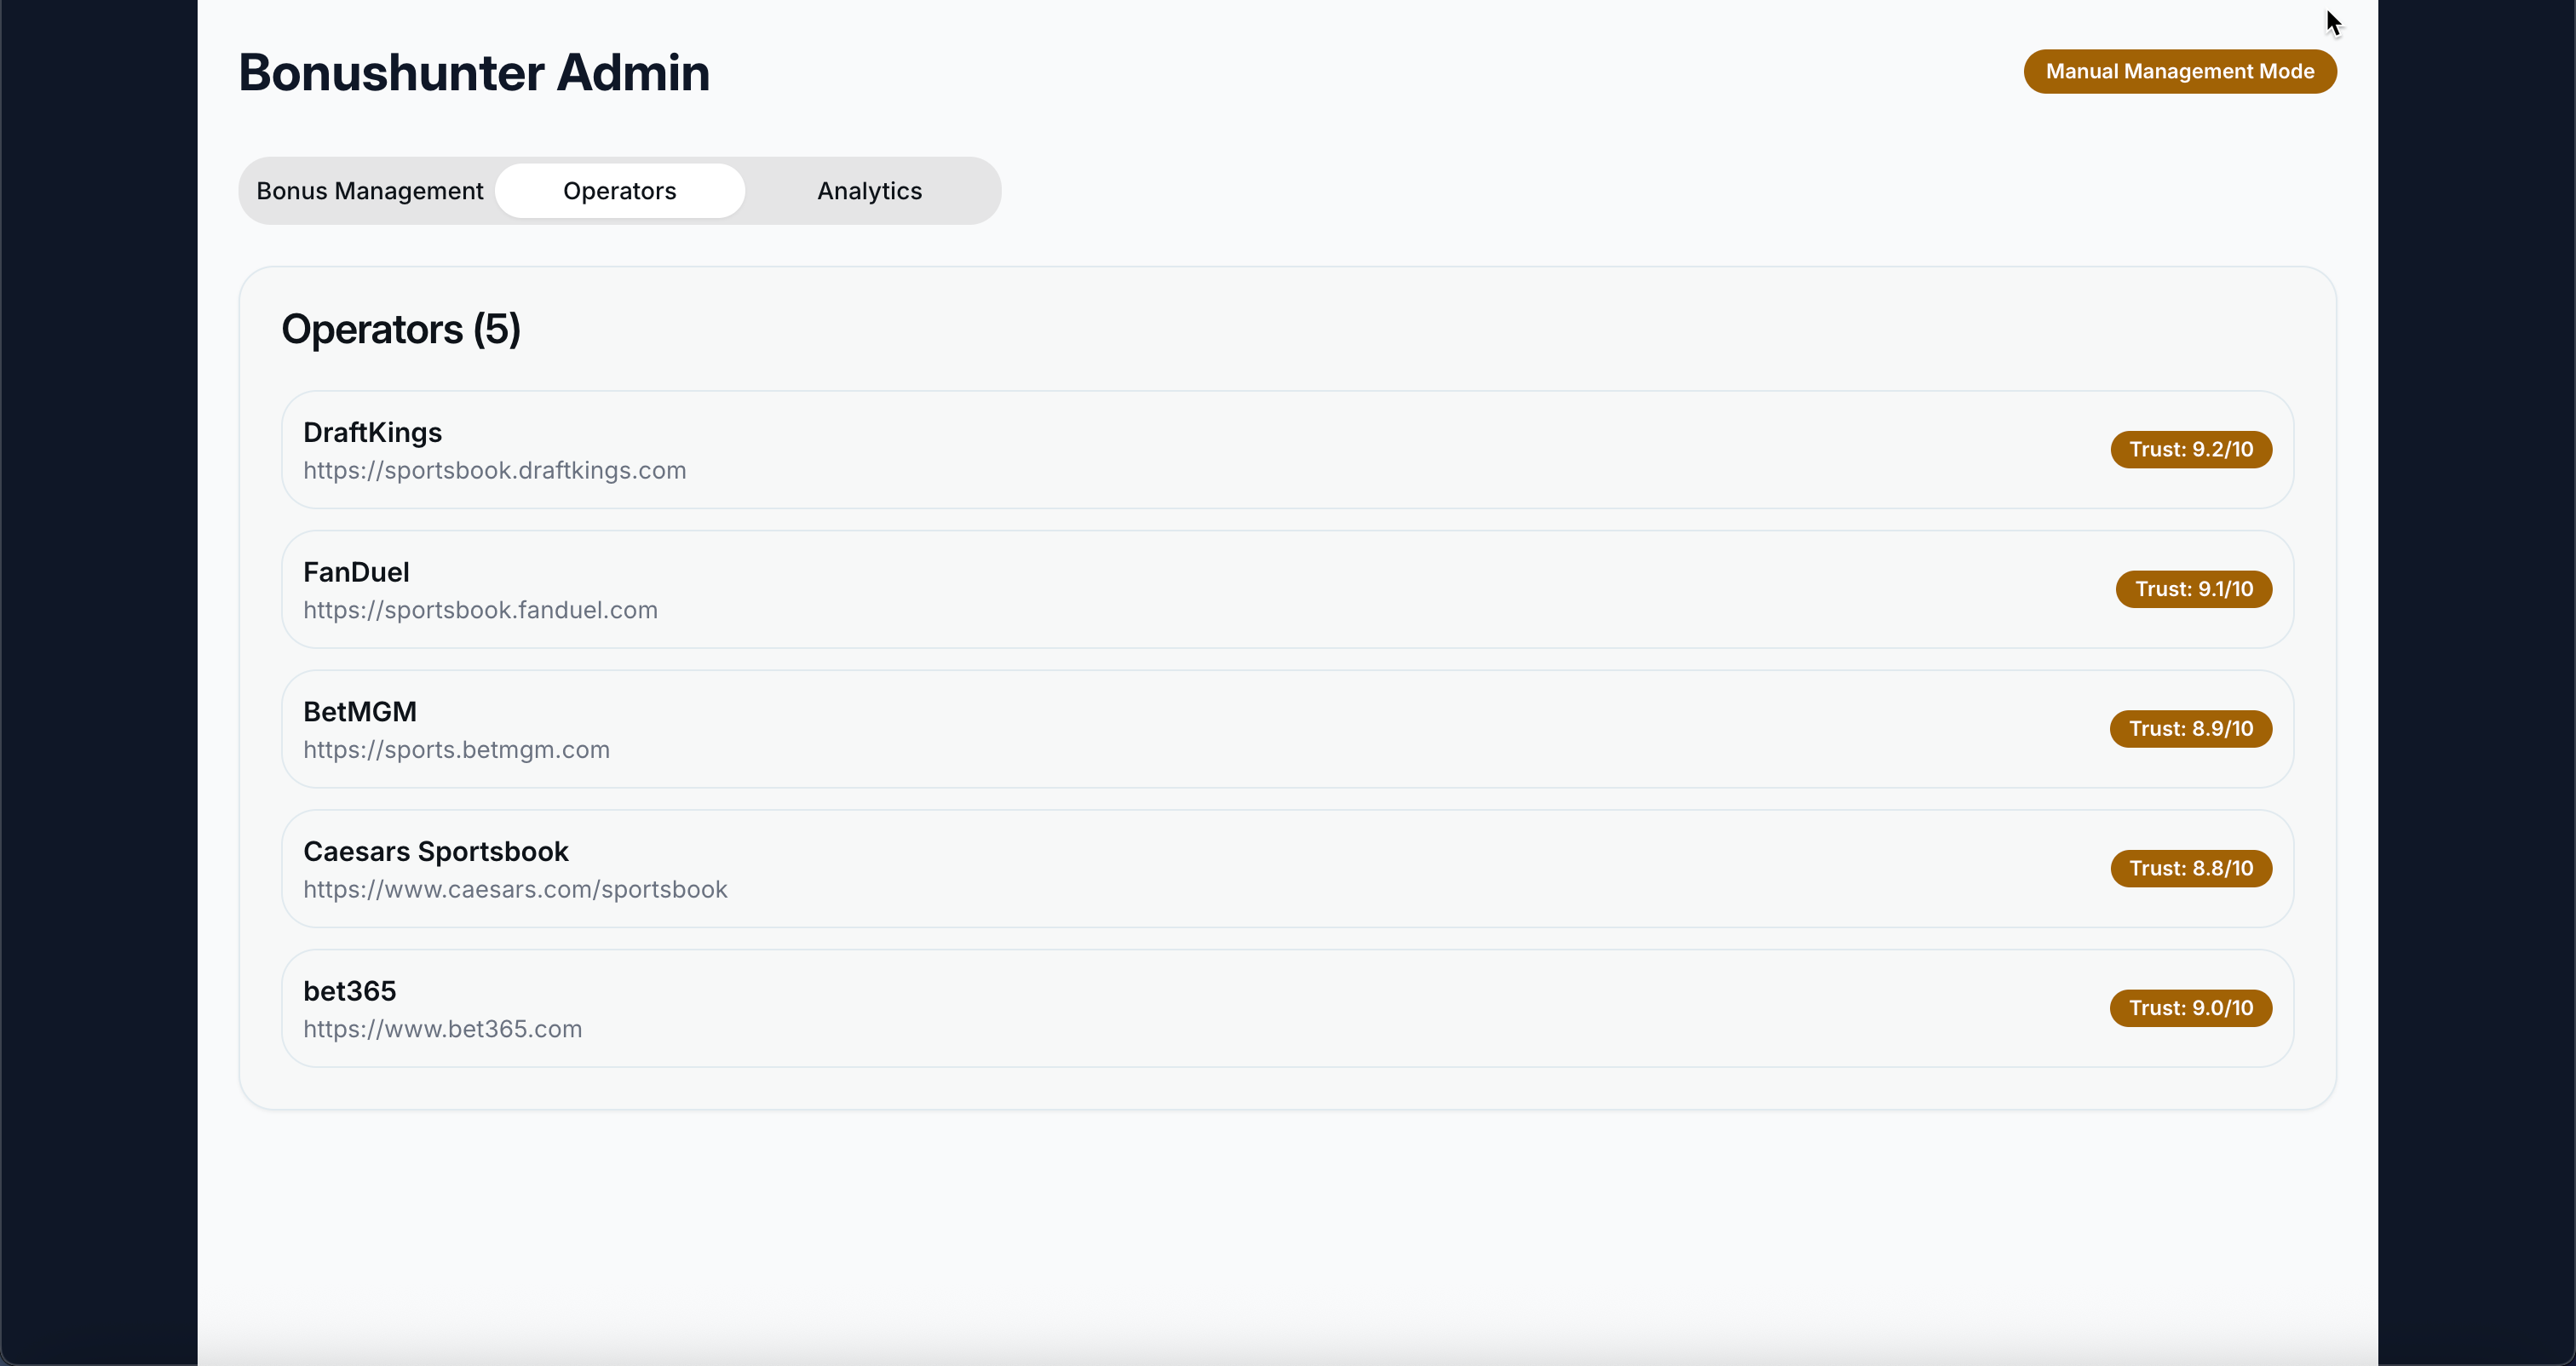 Bonushunter Admin
Manual Management Mode
Bonus Management
Operators
Analytics
Operators (5)
DraftKings
https://sportsbook.draftkings.com
Trust: 9.2/10
FanDuel
https://sportsbook.fanduel.com
Trust: 9.1/10
BetMGM
https://sports.betmgm.com
Trust: 8.9/10
Caesars Sportsbook
https://www.caesars.com/sportsbook
Trust: 8.8/10
bet365
https://www.bet365.com
Trust: 9.0/10